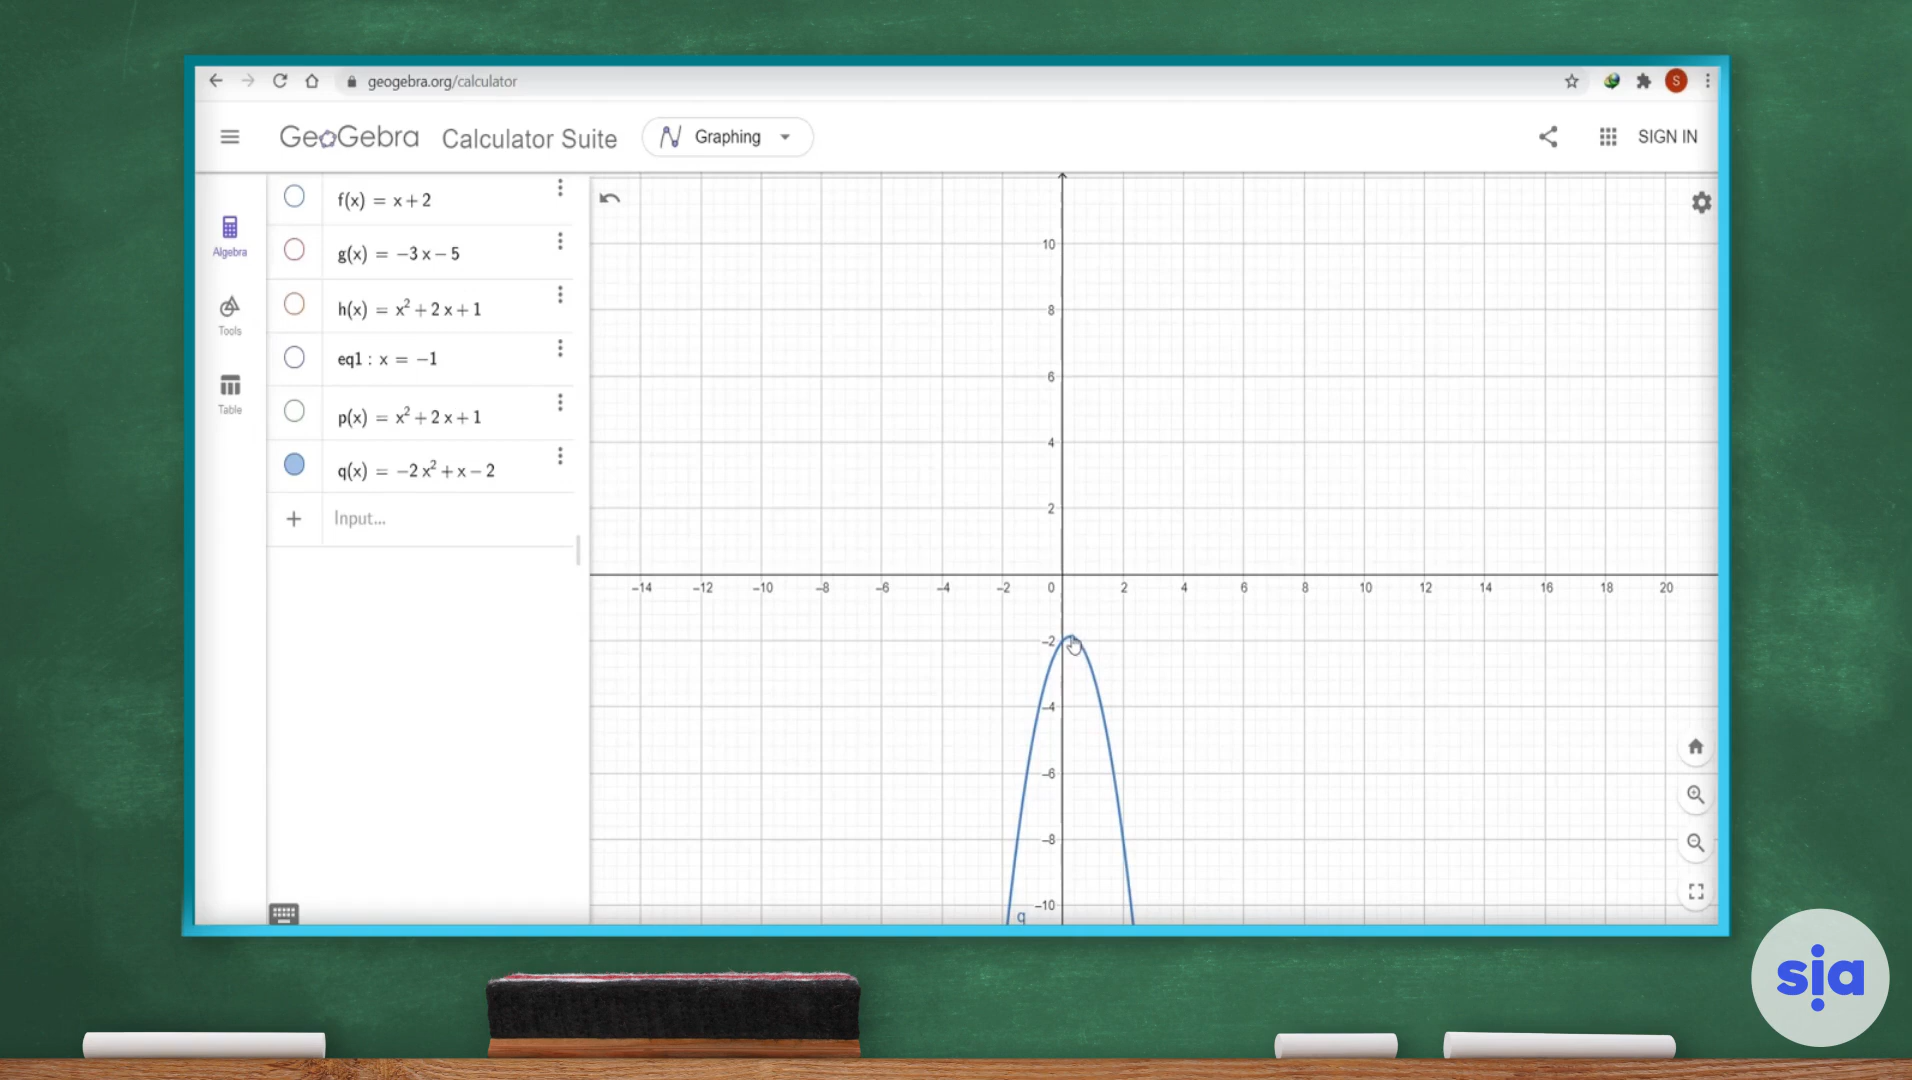 geogebra.org/calculator
S
GeoGebra Calculator Suite Graphing SIGN IN
Algebra
Tools
Table
f(x) = x + 2
g(x) = −3 x − 5
h(x) = x² + 2 x + 1
eq1 : x = −1
p(x) = x² + 2 x + 1
q(x) = −2 x² + x − 2
Input...
10
8
6
4
2
−14 −12 −10 −8 −6 −4 −2 0 2 4 6 8 10 12 14 16 18 20
−2
−4
−6
−8
−10
q
sia